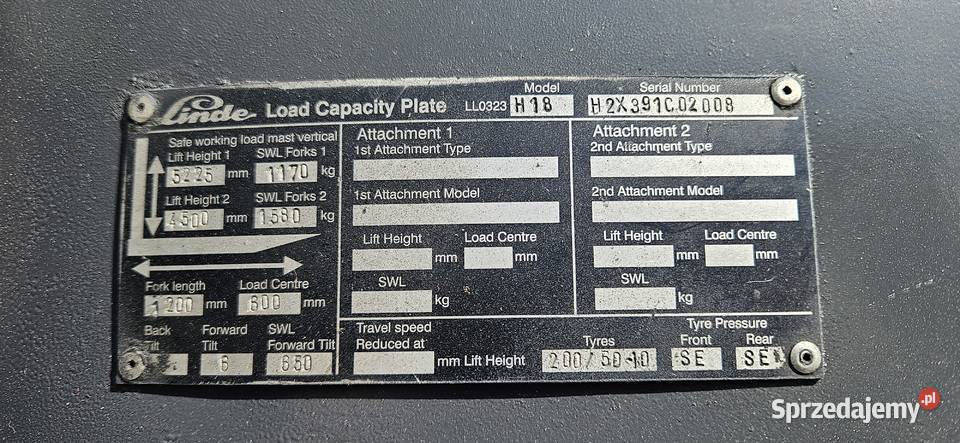 Linde Load Capacity Plate LL0323
Model
H18
Serial Number
H2X391C02008
Safe working load mast vertical
Lift Height 1 SWL Forks 1
5225 mm 1170 kg
Lift Height 2 SWL Forks 2
4500 mm 1580 kg
Fork length Load Centre
1200 mm 600 mm
Back Tilt
Forward Tilt 6
SWL Forward Tilt 650
Attachment 1
1st Attachment Type
1st Attachment Model
Lift Height Load Centre
mm mm
SWL
kg
Attachment 2
2nd Attachment Type
2nd Attachment Model
Lift Height Load Centre
mm mm
SWL
kg
Travel speed
Reduced at mm Lift Height
Tyres
200/50-10
Tyre Pressure
Front Rear
SE SE
Sprzedajemy.pl